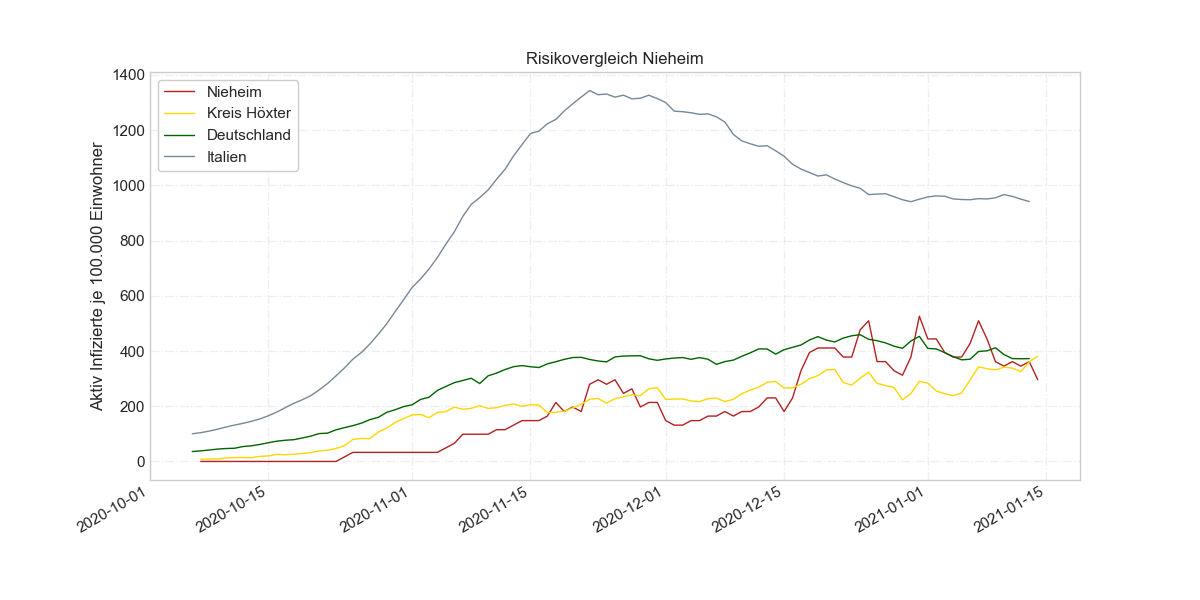 Risikovergleich Nieheim
Aktiv Infizierte je 100.000 Einwohner
1400
1200
1000
800
600
400
200
0
Nieheim
Kreis Höxter
Deutschland
Italien
2020-10-01
2020-10-15
2020-11-01
2020-11-15
2020-12-01
2020-12-15
2021-01-01
2021-01-15